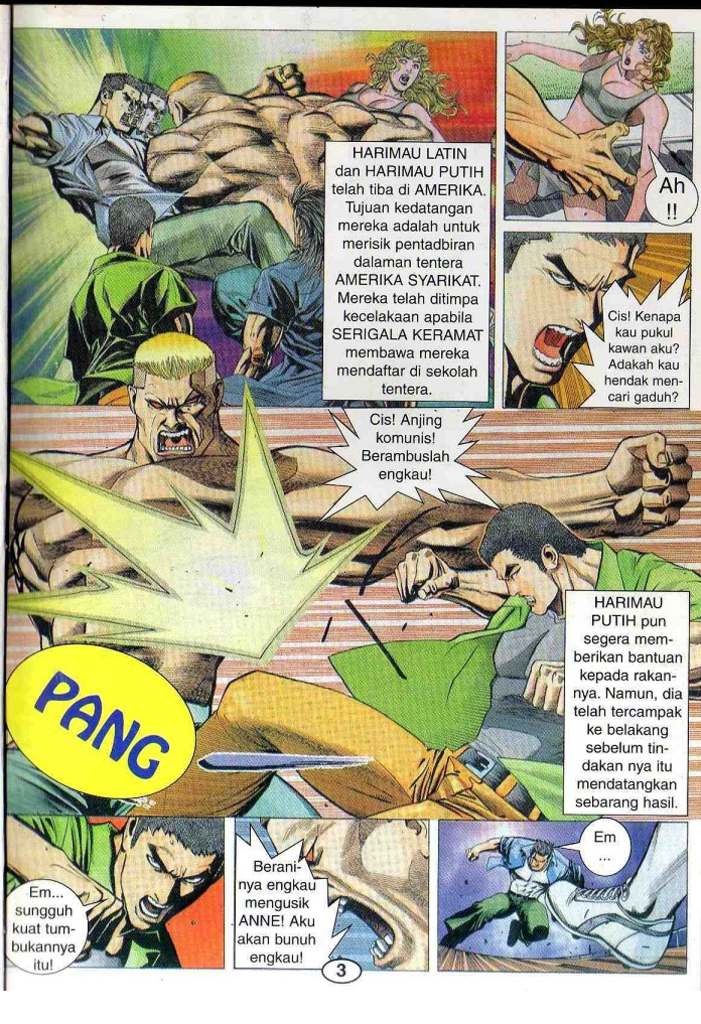 HARIMAU LATIN
dan HARIMAU PUTIH
telah tiba di AMERIKA.
Tujuan kedatangan
mereka adalah untuk
merisik pentadbiran
dalaman tentera
AMERIKA SYARIKAT.
Mereka telah ditimpa
kecelakaan apabila
SERIGALA KERAMAT
membawa mereka
mendaftar di sekolah
tentera.
Ah
!!
Cis! Kenapa
kau pukul
kawan aku?
Adakah kau
hendak men-
cari gaduh?
Cis! Anjing
komunis!
Berambuslah
engkau!
HARIMAU
PUTIH pun
segera mem-
berikan bantuan
kepada rakan-
nya. Namun, dia
telah tercampak
ke belakang
sebelum tin-
dakan nya itu
mendatangkan
sebarang hasil.
PANG
Em...
sungguh
kuat tum-
bukannya
itu!
Berani-
nya engkau
mengusik
ANNE! Aku
akan bunuh
engkau!
Em
...
3